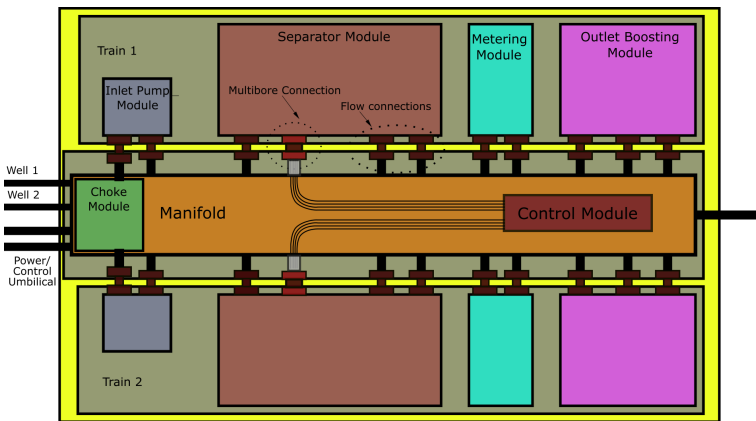 Train 1
Separator Module
Metering
Module
Outlet Boosting
Module
Inlet Pump
Module
Multibore Connection
Flow connections
Well 1
Well 2
Choke
Module
Manifold
Control Module
Power/
Control
Umbilical
Train 2